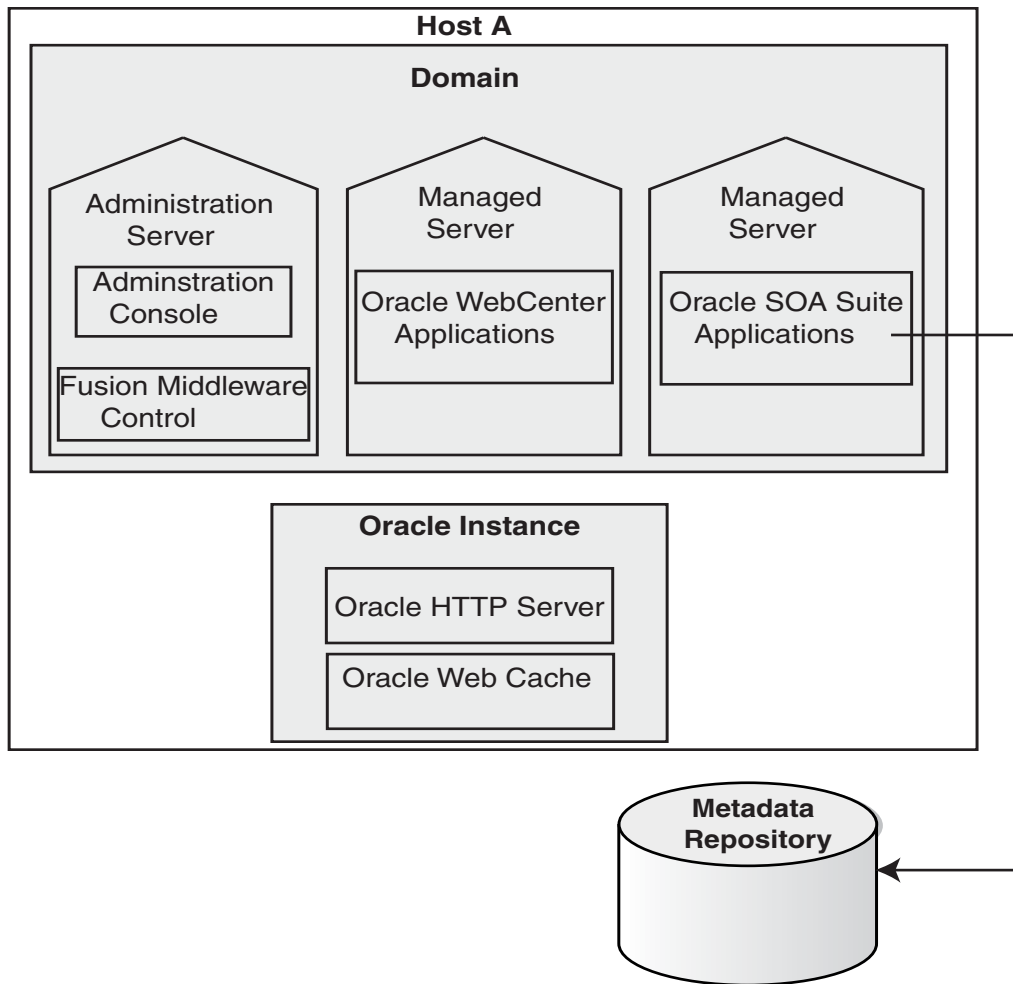 Host A
Domain
Administration
Server
Adminstration
Console
Fusion Middleware
Control
Managed
Server
Oracle WebCenter
Applications
Managed
Server
Oracle SOA Suite
Applications
Oracle Instance
Oracle HTTP Server
Oracle Web Cache
Metadata
Repository